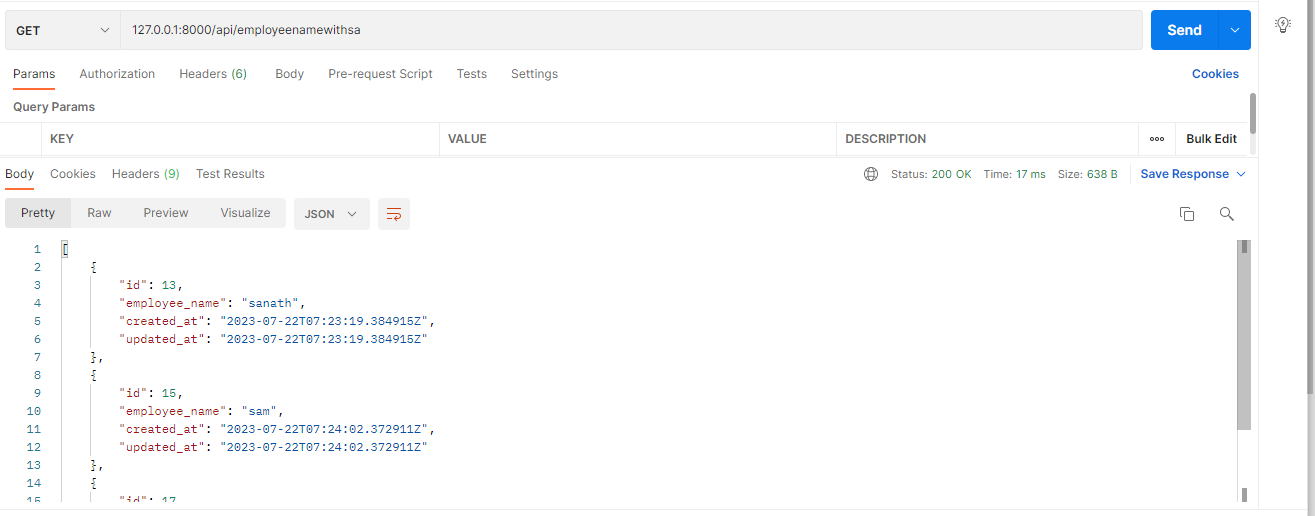 GET 127.0.0.1:8000/api/employeenamewithsa Send
Params Authorization Headers (6) Body Pre-request Script Tests Settings Cookies
Query Params
KEY VALUE DESCRIPTION ooo Bulk Edit
Body Cookies Headers (9) Test Results Status: 200 OK Time: 17 ms Size: 638 B Save Response
Pretty Raw Preview Visualize JSON
1 [
2 {
3 "id": 13,
4 "employee_name": "sanath",
5 "created_at": "2023-07-22T07:23:19.384915Z",
6 "updated_at": "2023-07-22T07:23:19.384915Z"
7 },
8 {
9 "id": 15,
10 "employee_name": "sam",
11 "created_at": "2023-07-22T07:24:02.372911Z",
12 "updated_at": "2023-07-22T07:24:02.372911Z"
13 },
14 {
15 "id": 17